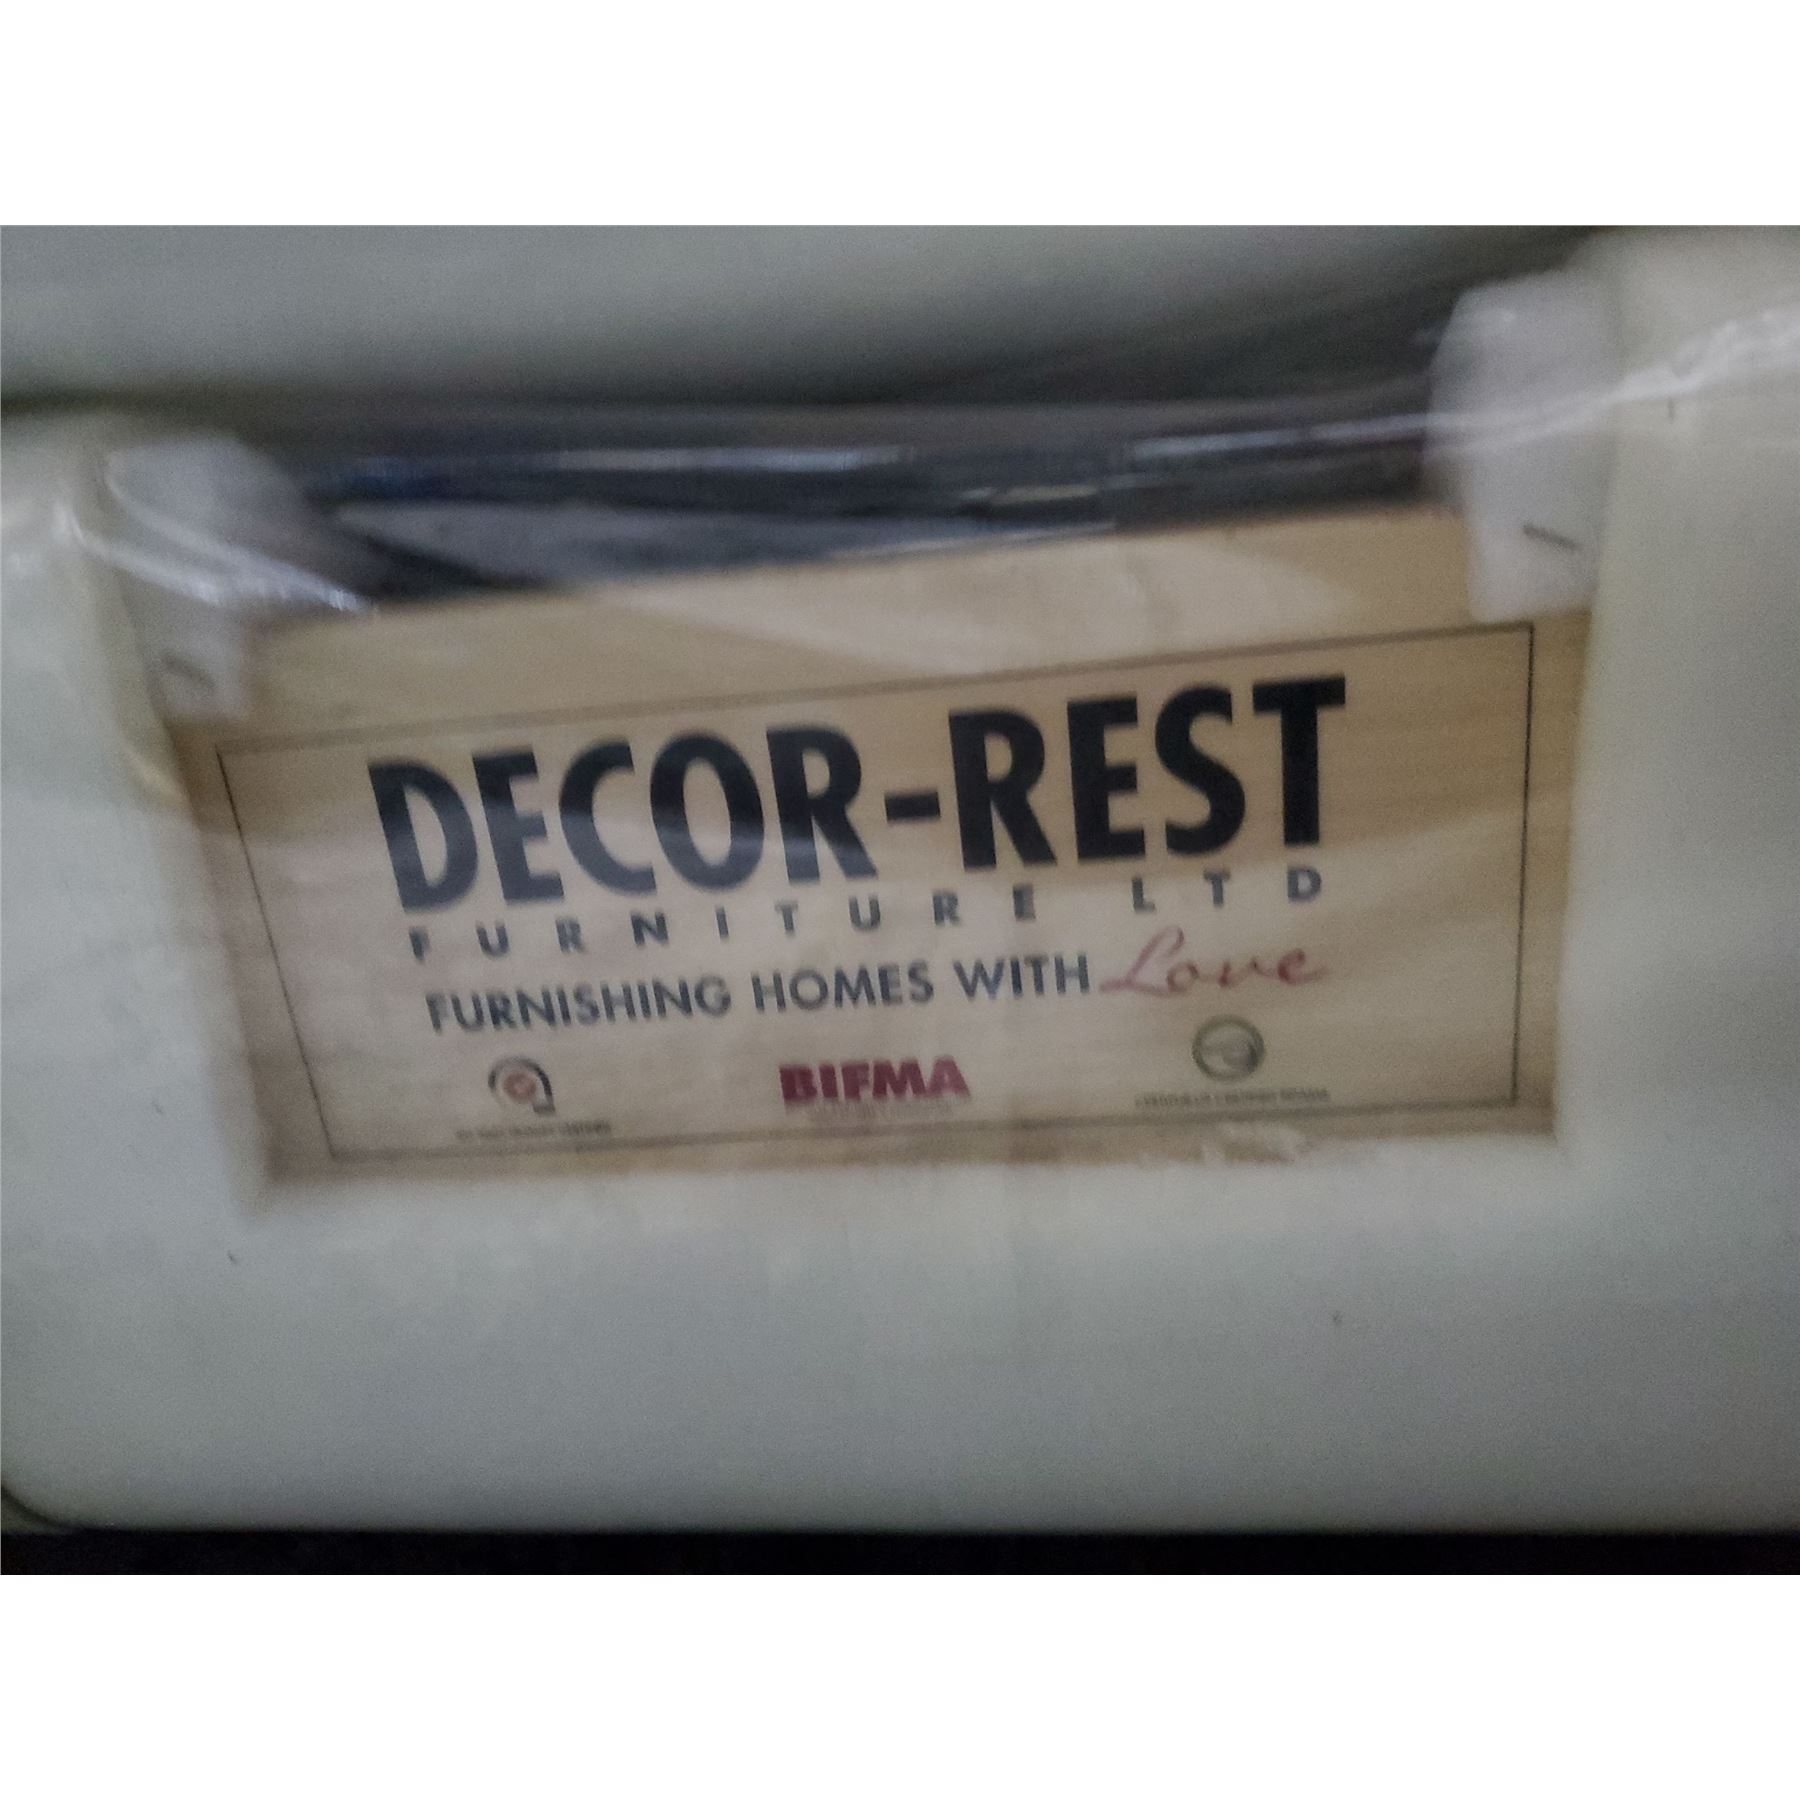 DECOR-REST
FURNITURE LTD
FURNISHING HOMES WITH Love
BIFMA